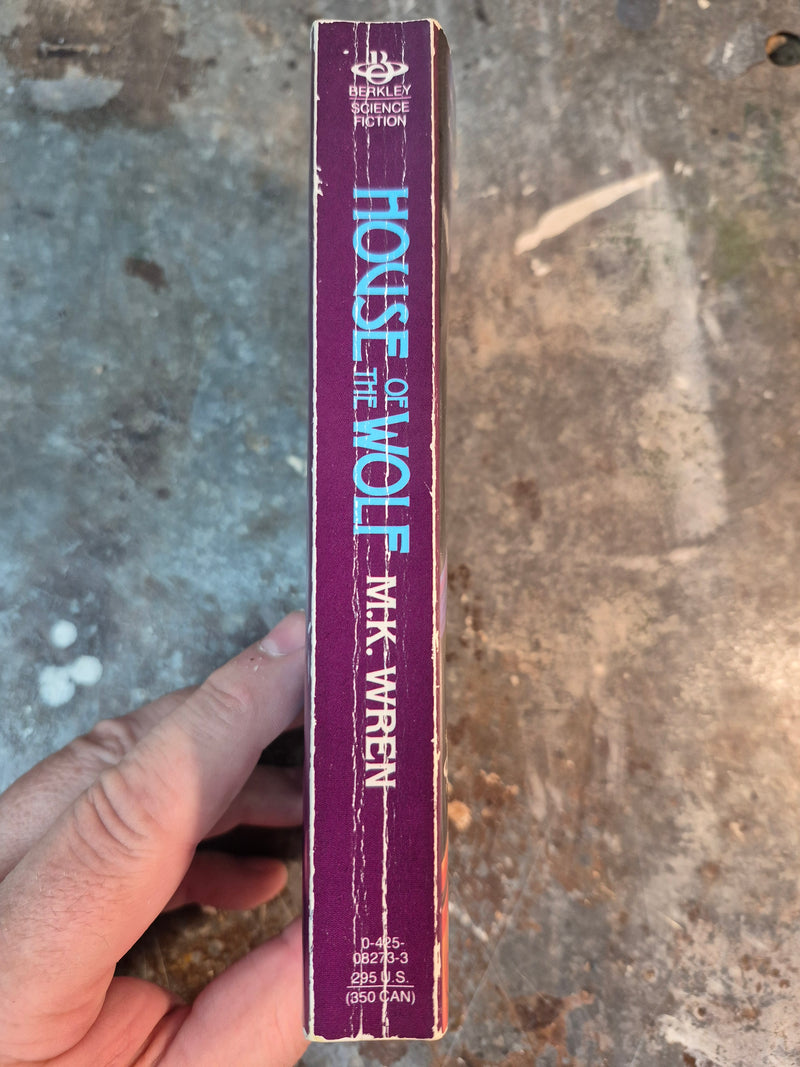 BERKLEY
SCIENCE
FICTION
HOUSE OF THE WOLF
M.K. WREN
0-425-
08273-3
295 U.S.
(350 CAN)